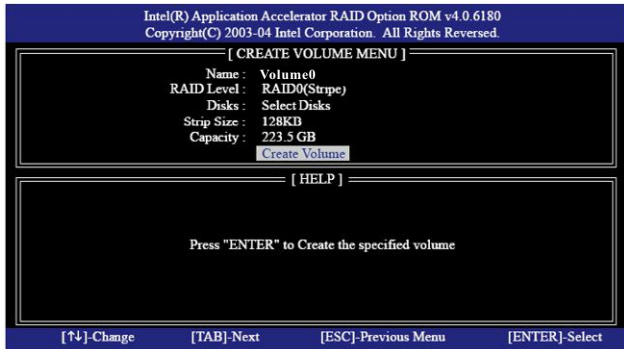 Intel(R) Application Accelerator RAID Option ROM v4.0.6180
Copyright(C) 2003-04 Intel Corporation. All Rights Reversed.
[ CREATE VOLUME MENU ]
Name : Volume0
RAID Level : RAID0(Stripe)
Disks : Select Disks
Strip Size : 128KB
Capacity : 223.5 GB
Create Volume
[ HELP ]
Press "ENTER" to Create the specified volume
[↑↓]-Change [TAB]-Next [ESC]-Previous Menu [ENTER]-Select